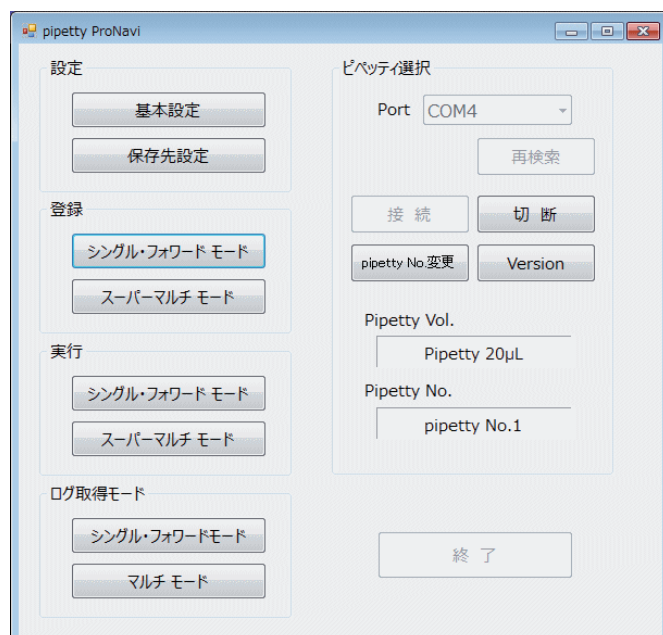 pipetty ProNavi
設定
基本設定
保存先設定
登録
シングル・フォワード モード
スーパーマルチ モード
実行
シングル・フォワード モード
スーパーマルチ モード
ログ取得モード
シングル・フォワードモード
マルチ モード
ピペッティ選択
Port COM4
再検索
接 続 切 断
pipetty No.変更 Version
Pipetty Vol.
Pipetty 20μL
Pipetty No.
pipetty No.1
終 了